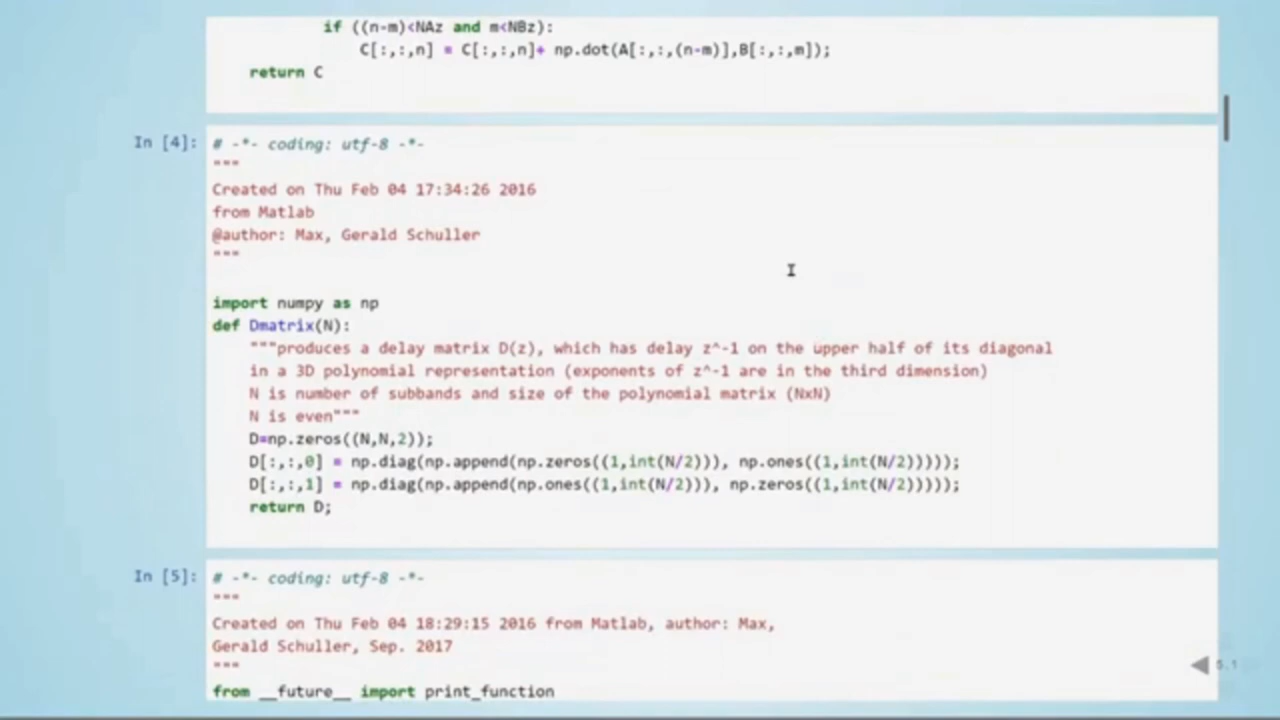 if ((n-m)<NAz and m<NBz):
C[:,:,n] = C[:,:,n]+ np.dot(A[:,:,(n-m)],B[:,:,m]);
return C
In [4]:
# -*- coding: utf-8 -*-
"""
Created on Thu Feb 04 17:34:26 2016
from Matlab
@author: Max, Gerald Schuller
"""
import numpy as np
def Dmatrix(N):
"""produces a delay matrix D(z), which has delay z^-1 on the upper half of its diagonal
in a 3D polynomial representation (exponents of z^-1 are in the third dimension)
N is number of subbands and size of the polynomial matrix (NxN)
N is even"""
D=np.zeros((N,N,2));
D[:,:,0] = np.diag(np.append(np.zeros((1,int(N/2))), np.ones((1,int(N/2)))));
D[:,:,1] = np.diag(np.append(np.ones((1,int(N/2))), np.zeros((1,int(N/2)))));
return D;
In [5]:
# -*- coding: utf-8 -*-
"""
Created on Thu Feb 04 18:29:15 2016 from Matlab, author: Max,
Gerald Schuller, Sep. 2017
"""
from __future__ import print_function
5.1